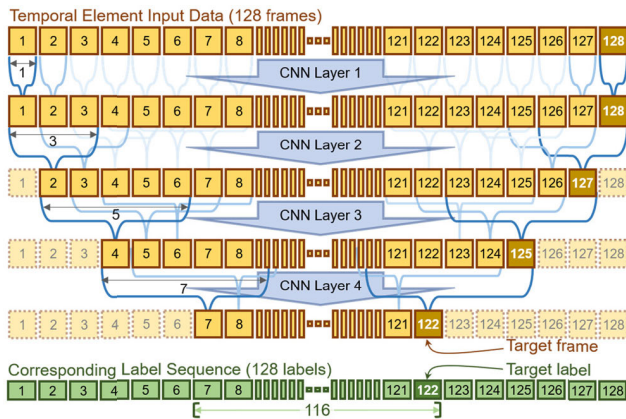 Temporal Element Input Data (128 frames)
1 2 3 4 5 6 7 8 121 122 123 124 125 126 127 128
1 CNN Layer 1
1 2 3 4 5 6 7 8 121 122 123 124 125 126 127 128
3 CNN Layer 2
1 2 3 4 5 6 7 8 121 122 123 124 125 126 127 128
5 CNN Layer 3
1 2 3 4 5 6 7 8 121 122 123 124 125 126 127 128
7 CNN Layer 4
1 2 3 4 5 6 7 8 121 122 123 124 125 126 127 128
Target frame
Corresponding Label Sequence (128 labels) Target label
1 2 3 4 5 6 7 8 121 122 123 124 125 126 127 128
116